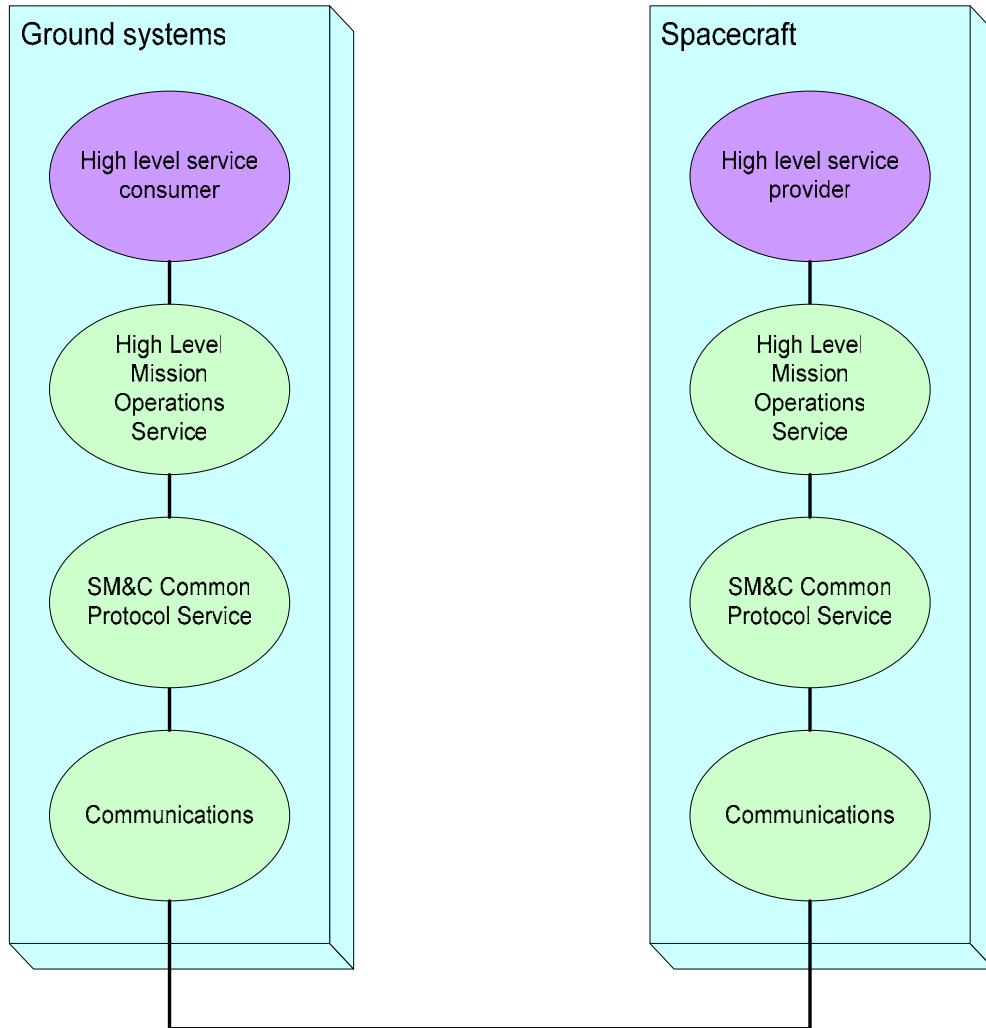 Ground systems
High level service
consumer
High Level
Mission
Operations
Service
SM&C Common
Protocol Service
Communications
Spacecraft
High level service
provider
High Level
Mission
Operations
Service
SM&C Common
Protocol Service
Communications